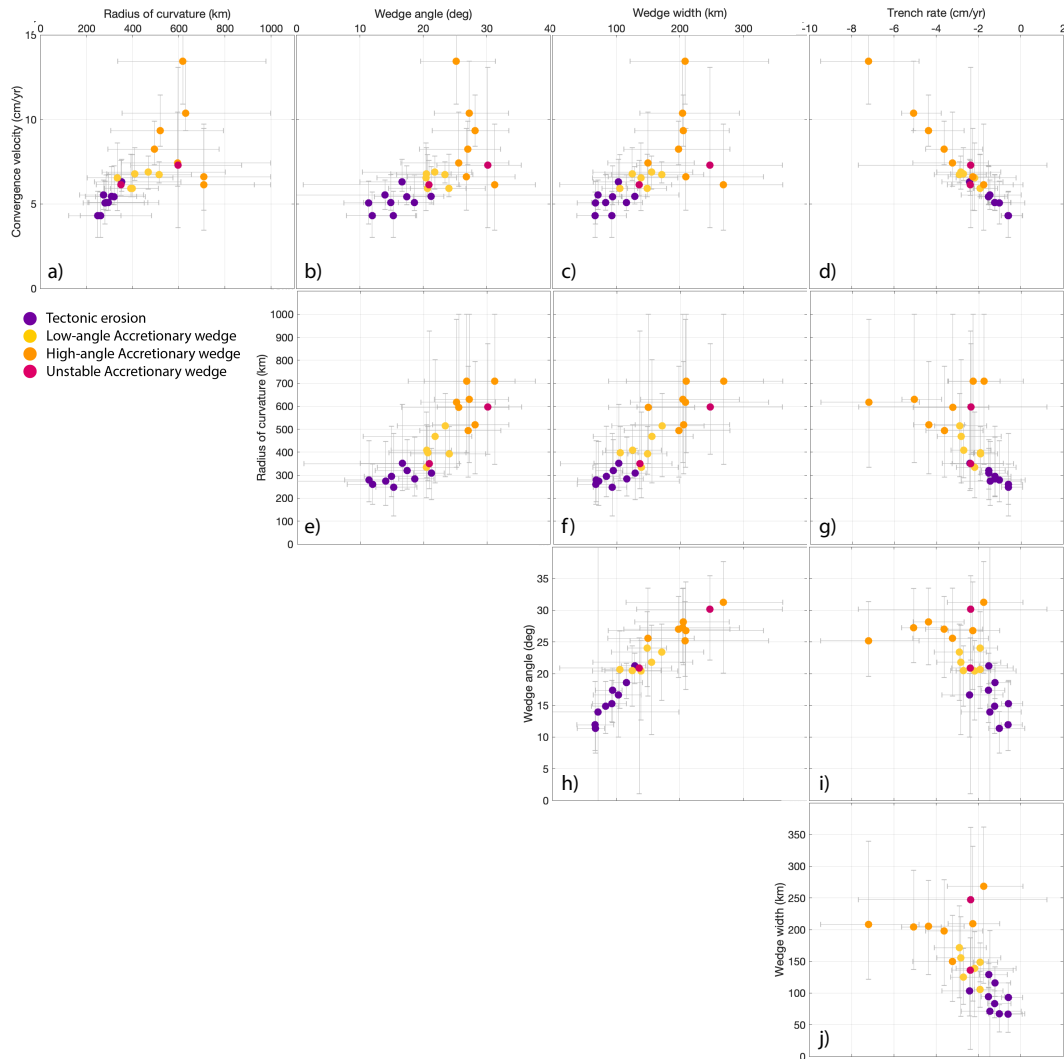 Radius of curvature (km) Wedge angle (deg) Wedge width (km) Trench rate (cm/yr)
0 200 400 600 800 1000 0 10 20 30 40 100 200 300 -10 -8 -6 -4 -2 0 2
15
10
5
0
Convergence velocity (cm/yr)
a) b) c) d)
Tectonic erosion
Low-angle Accretionary wedge
High-angle Accretionary wedge
Unstable Accretionary wedge
1000
900
800
700
600
500
400
300
200
100
0
Radius of curvature (km)
e) f) g)
35
30
25
20
15
10
5
0
Wedge angle (deg)
h) i)
350
300
250
200
150
100
50
0
Wedge width (km)
j)